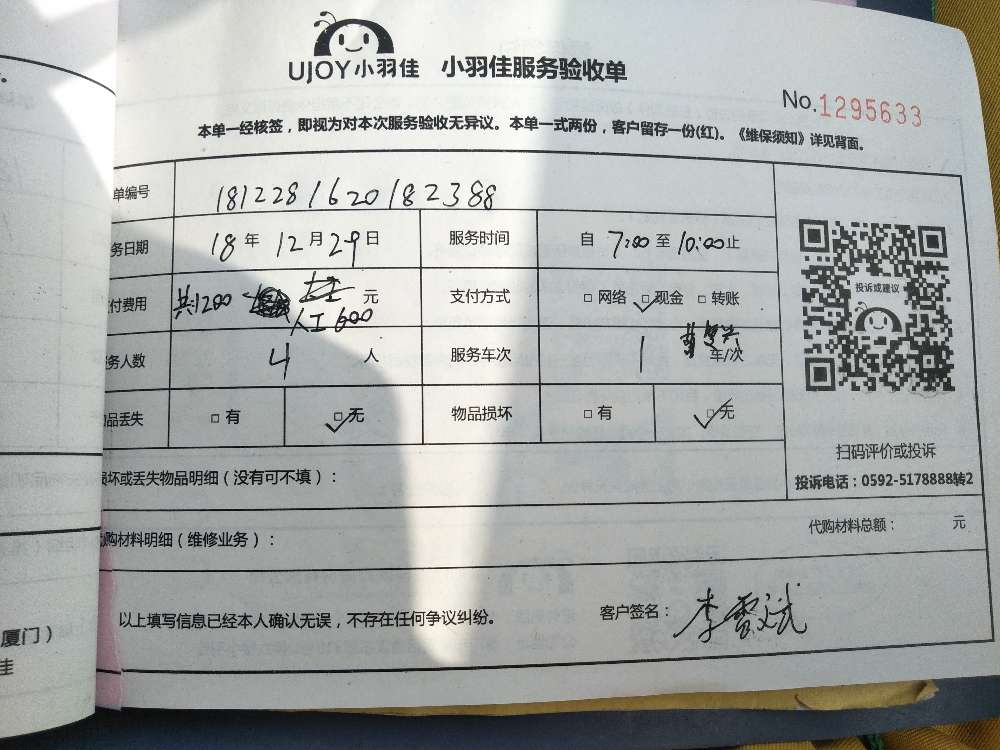 UJOY小羽佳 小羽佳服务验收单
No.1295633
本单一经核签，即视为对本次服务验收无异议。本单一式两份，客户留存一份(红)。《维保须知》详见背面。
单编号 181228162018 2388
务日期 18 年 12 月 29 日 服务时间 自 7:00 至 10:00 止
付费用 共1200 元 人工600 支付方式 □ 网络 □ 现金 □ 转账
务人数 4 人 服务车次 1 车/次
品丢失 □ 有 □ 无 物品损坏 □ 有 □ 无
投诉或建议
扫码评价或投诉
投诉电话：0592-5178888转2
损坏或丢失物品明细（没有可不填）：
购材料明细（维修业务）： 代购材料总额： 元
以上填写信息已经本人确认无误，不存在任何争议纠纷。 客户签名： 李
厦门）
佳